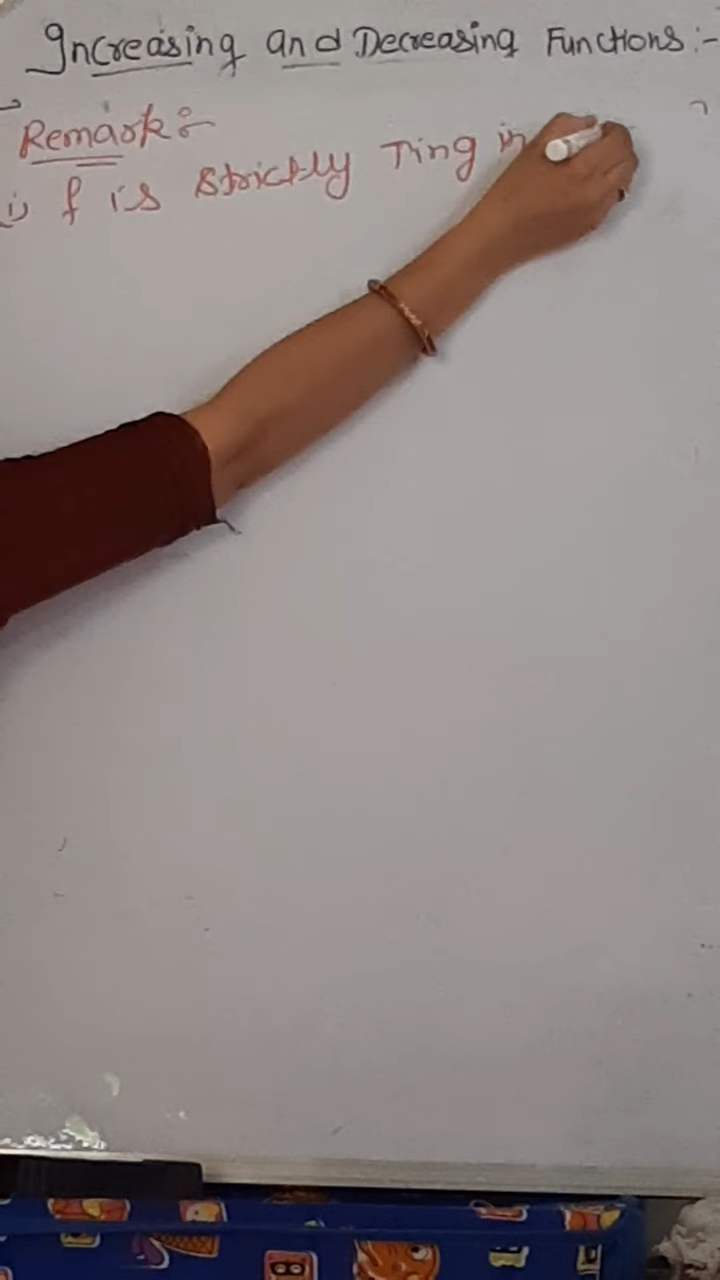 Increasing and Decreasing Functions :-
Remark :-
(i) f is strictly Ting in